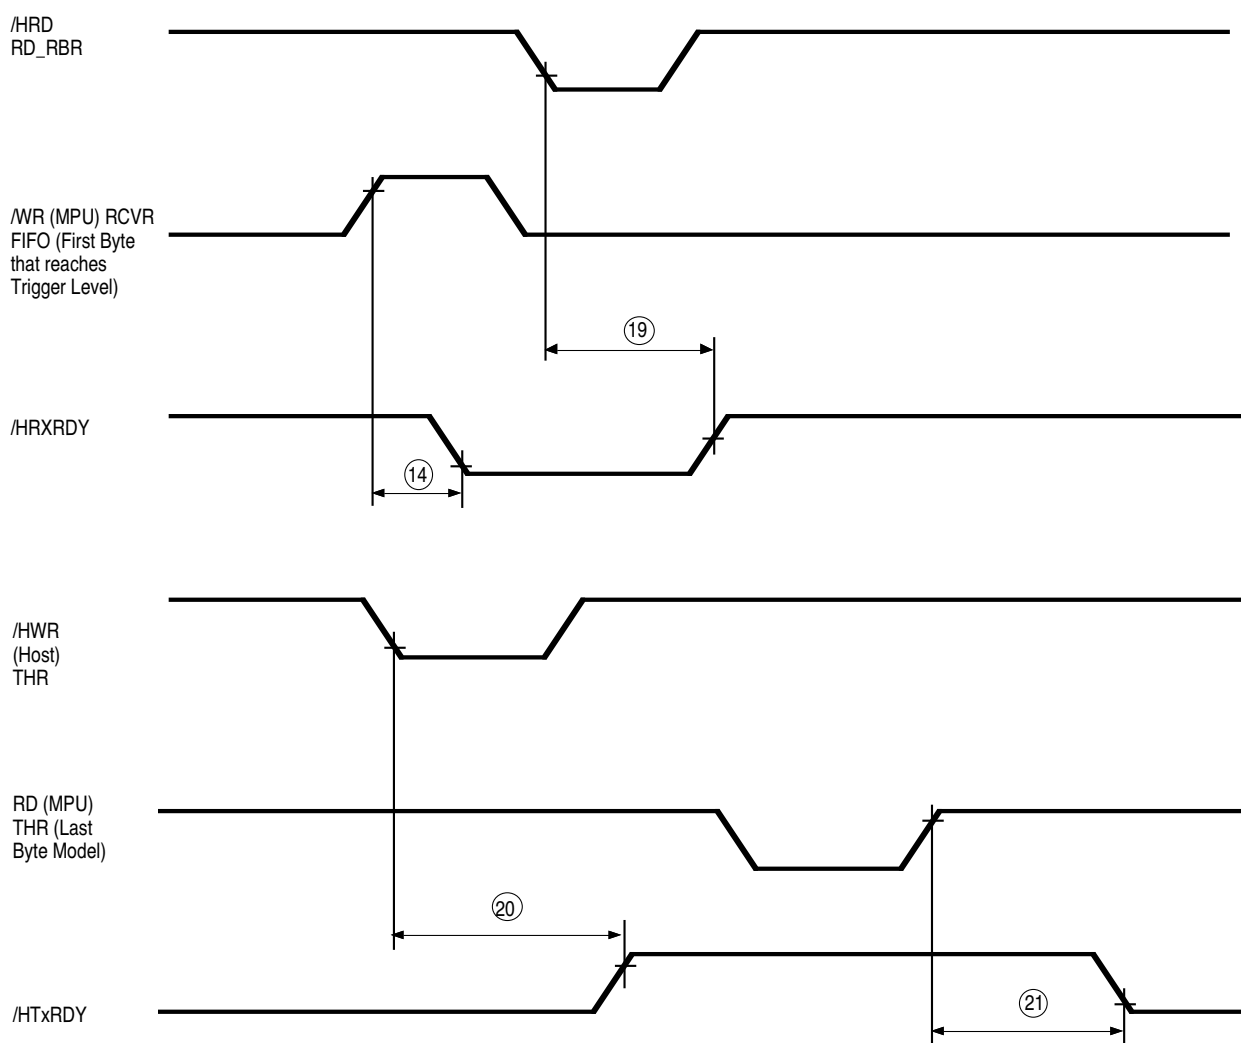 /HRD
RD_RBR
/WR (MPU) RCVR
FIFO (First Byte
that reaches
Trigger Level)
19
/HRXRDY
14
/HWR
(Host)
THR
RD (MPU)
THR (Last
Byte Model)
20
/HTxRDY
21